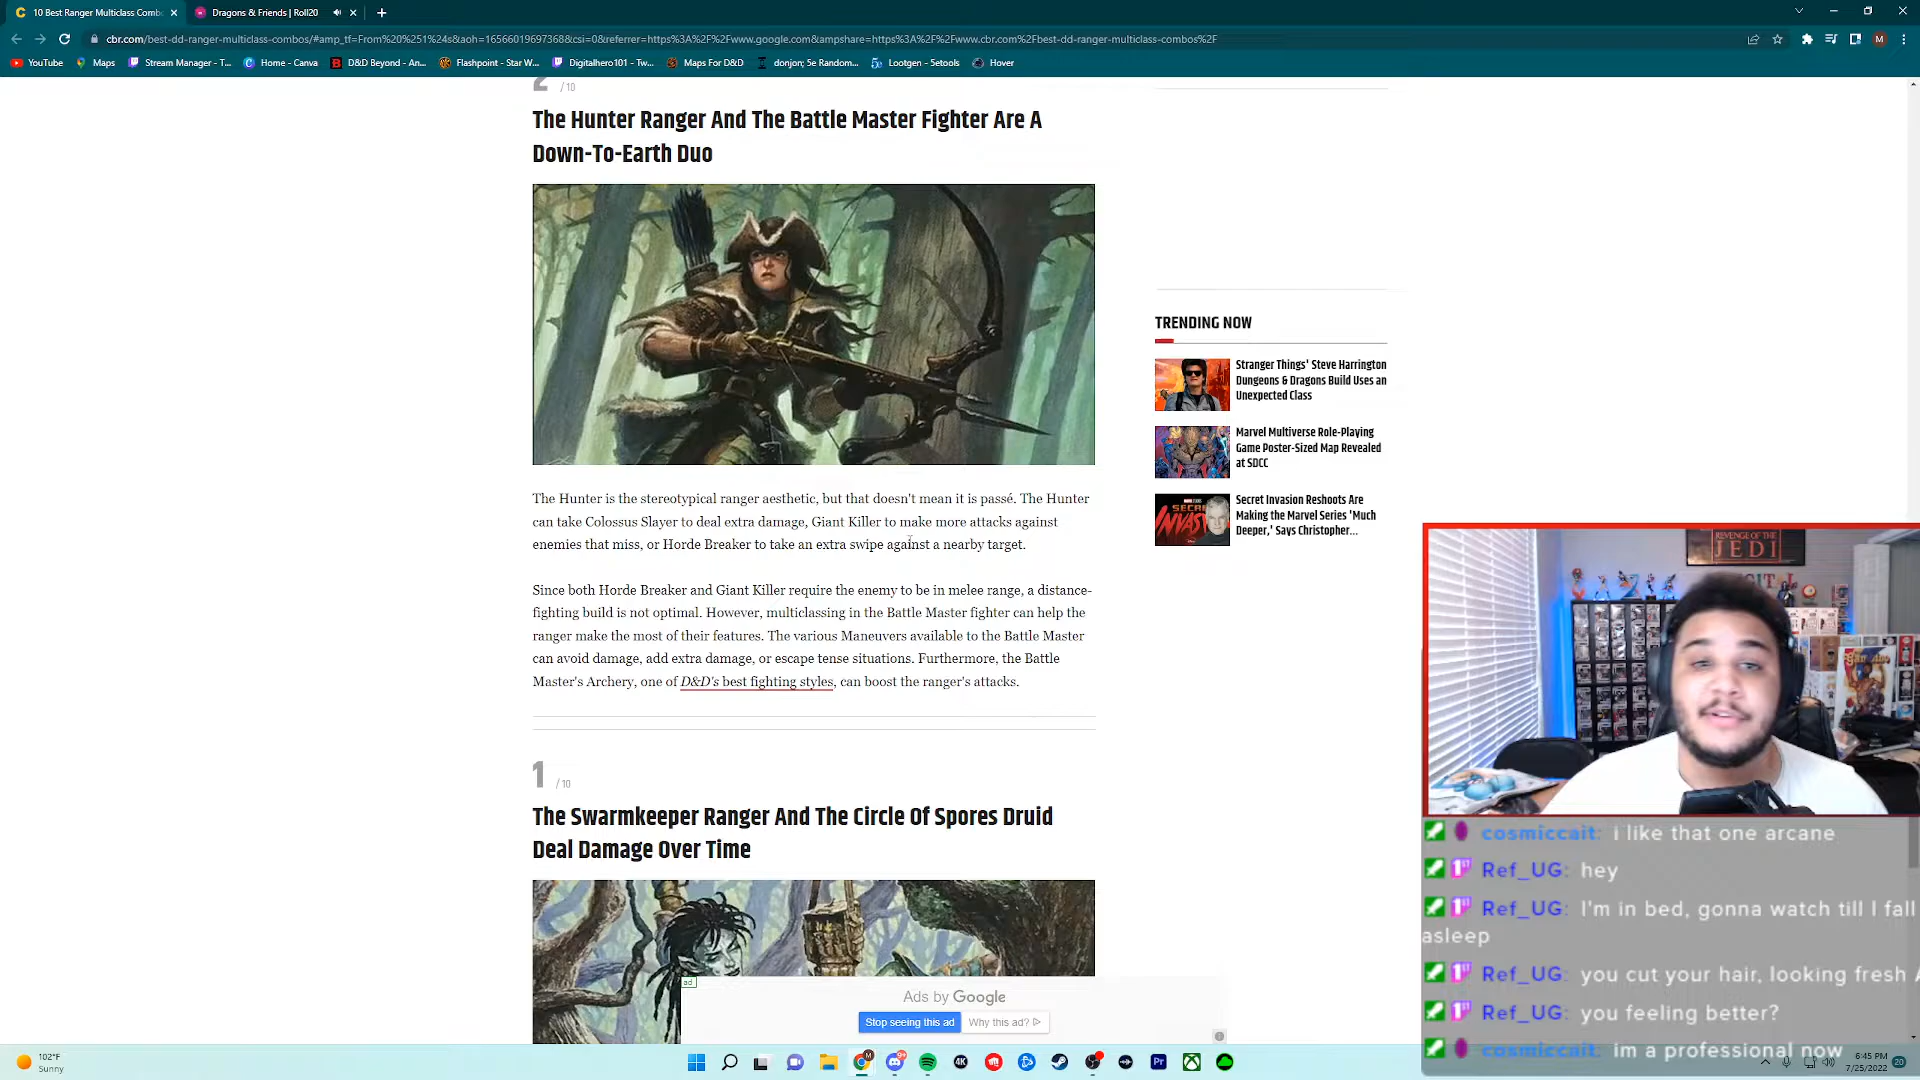 10 Best Ranger Multiclass Comb
Dragons & Friends | Roll20
cbr.com/best-dd-ranger-multiclass-combos/#amp_tf=From%20%251%24s&aoh=16566019697368&csi=0&referrer=https%3A%2F%2Fwww.google.com&ampshare=https%3A%2F%2Fwww.cbr.com%2Fbest-dd-ranger-multiclass-combos%2F
M
YouTube
Maps
Stream Manager - T...
Home - Canva
D&D Beyond - An...
Flashpoint - Star W...
Digitalhero101 - Tw...
Maps For D&D
donjon; 5e Random...
Lootgen - 5etools
Hover
2 / 10
The Hunter Ranger And The Battle Master Fighter Are A
Down-To-Earth Duo
The Hunter is the stereotypical ranger aesthetic, but that doesn't mean it is passé. The Hunter
can take Colossus Slayer to deal extra damage, Giant Killer to make more attacks against
enemies that miss, or Horde Breaker to take an extra swipe against a nearby target.
Since both Horde Breaker and Giant Killer require the enemy to be in melee range, a distance-
fighting build is not optimal. However, multiclassing in the Battle Master fighter can help the
ranger make the most of their features. The various Maneuvers available to the Battle Master
can avoid damage, add extra damage, or escape tense situations. Furthermore, the Battle
Master's Archery, one of D&D's best fighting styles, can boost the ranger's attacks.
1 / 10
The Swarmkeeper Ranger And The Circle Of Spores Druid
Deal Damage Over Time
ad
Ads by Google
Stop seeing this ad
Why this ad?
TRENDING NOW
Stranger Things' Steve Harrington
Dungeons & Dragons Build Uses an
Unexpected Class
Marvel Multiverse Role-Playing
Game Poster-Sized Map Revealed
at SDCC
Secret Invasion Reshoots Are
Making the Marvel Series 'Much
Deeper,' Says Christopher...
REVENGE OF THE
JEDI
cosmiccait: i like that one arcane
Ref_UG: hey
Ref_UG: I'm in bed, gonna watch till I fall
asleep
Ref_UG: you cut your hair, looking fresh A
Ref_UG: you feeling better?
cosmiccait: im a professional now
102°F
Sunny
M
9+
4K
Pr
6:45 PM
7/25/2022
20